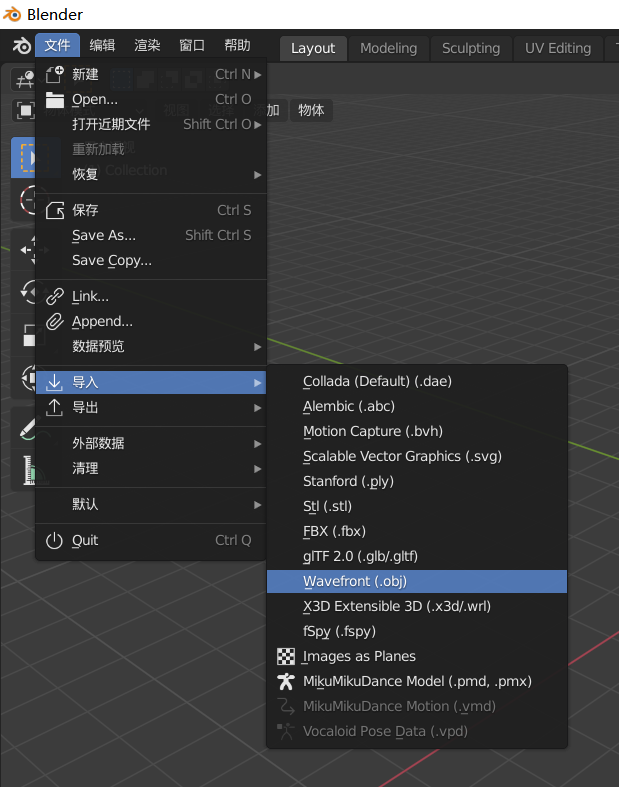 Blender
文件 编辑 渲染 窗口 帮助 Layout Modeling Sculpting UV Editing
新建 Ctrl N
Open... Ctrl O
打开近期文件 Shift Ctrl O
视图 加 物体
重新加载
Collection
恢复
保存 Ctrl S
Save As... Shift Ctrl S
Save Copy...
Link...
Append...
数据预览
导入
导出
外部数据
清理
默认
Quit Ctrl Q
Collada (Default) (.dae)
Alembic (.abc)
Motion Capture (.bvh)
Scalable Vector Graphics (.svg)
Stanford (.ply)
Stl (.stl)
FBX (.fbx)
glTF 2.0 (.glb/.gltf)
Wavefront (.obj)
X3D Extensible 3D (.x3d/.wrl)
fSpy (.fspy)
Images as Planes
MikuMikuDance Model (.pmd, .pmx)
MikuMikuDance Motion (.vmd)
Vocaloid Pose Data (.vpd)